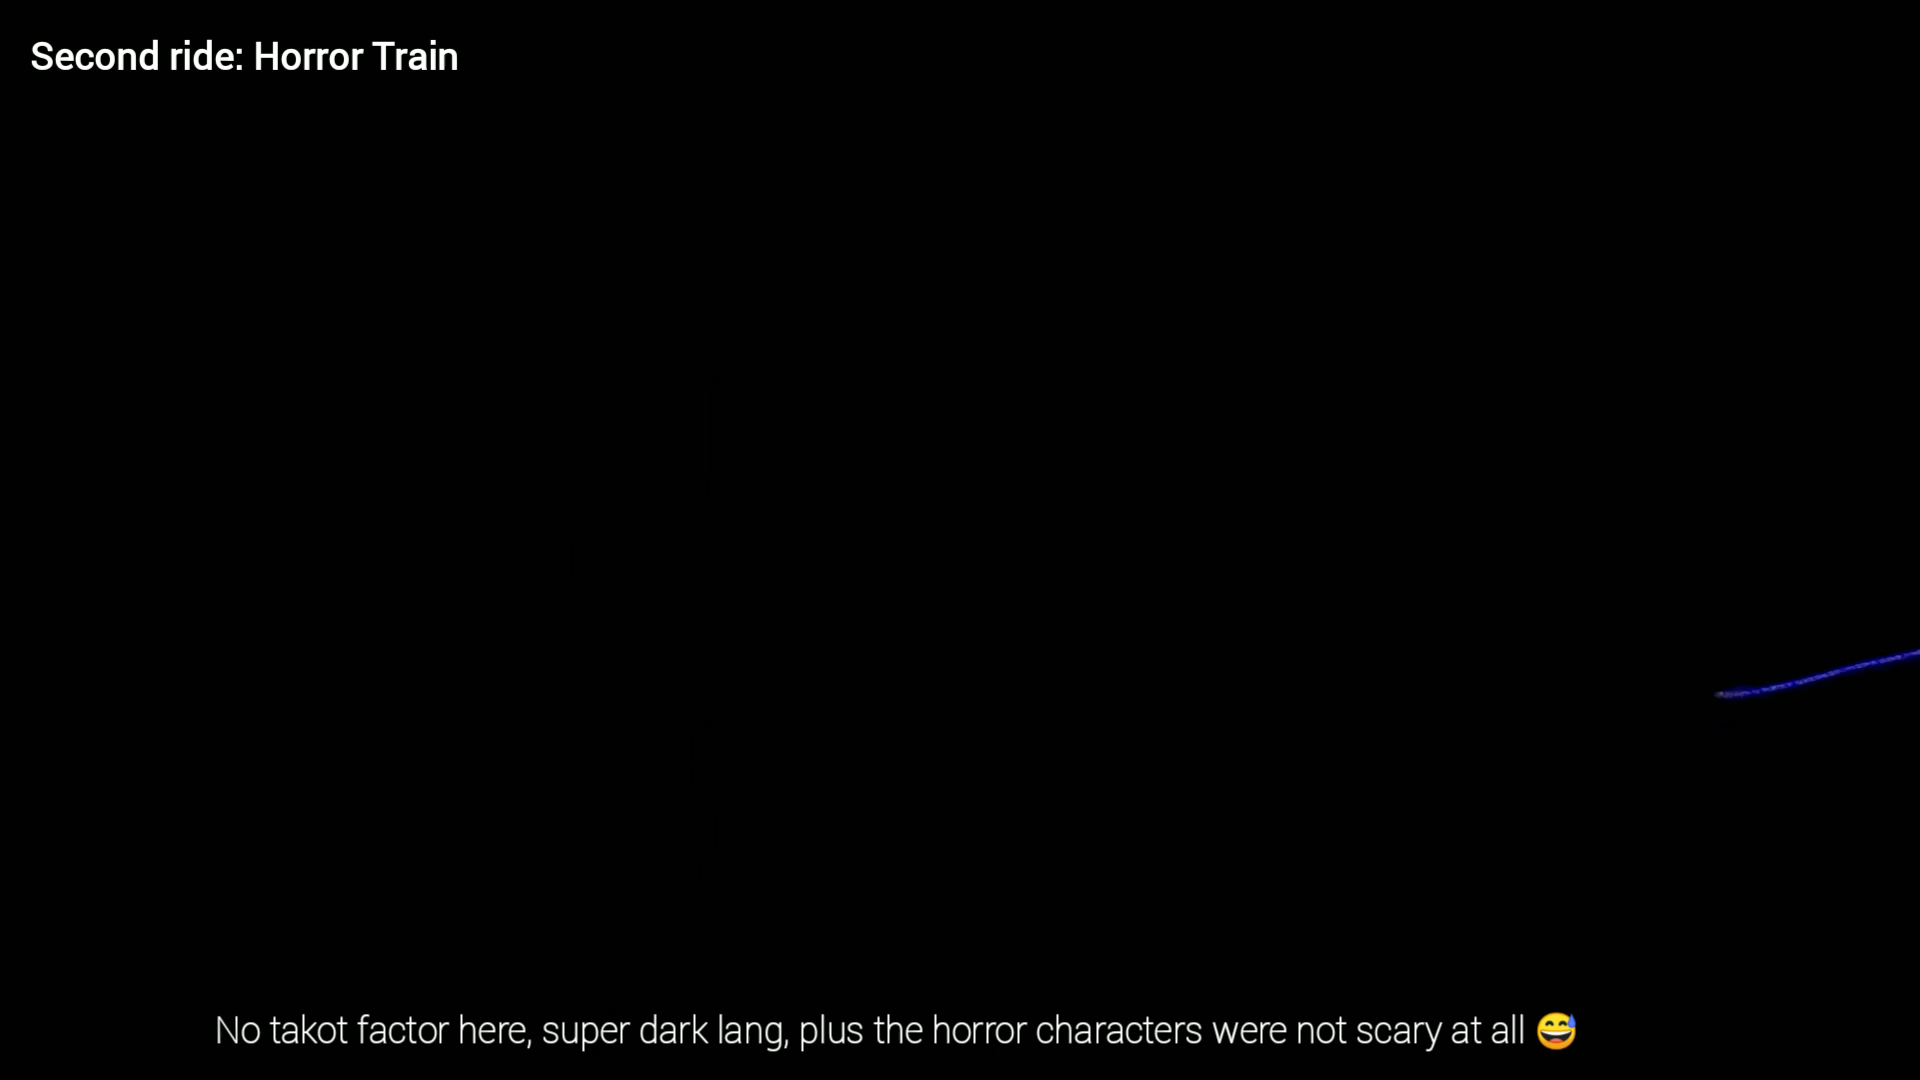 Second ride: Horror Train
No takot factor here, super dark lang, plus the horror characters were not scary at all 😅